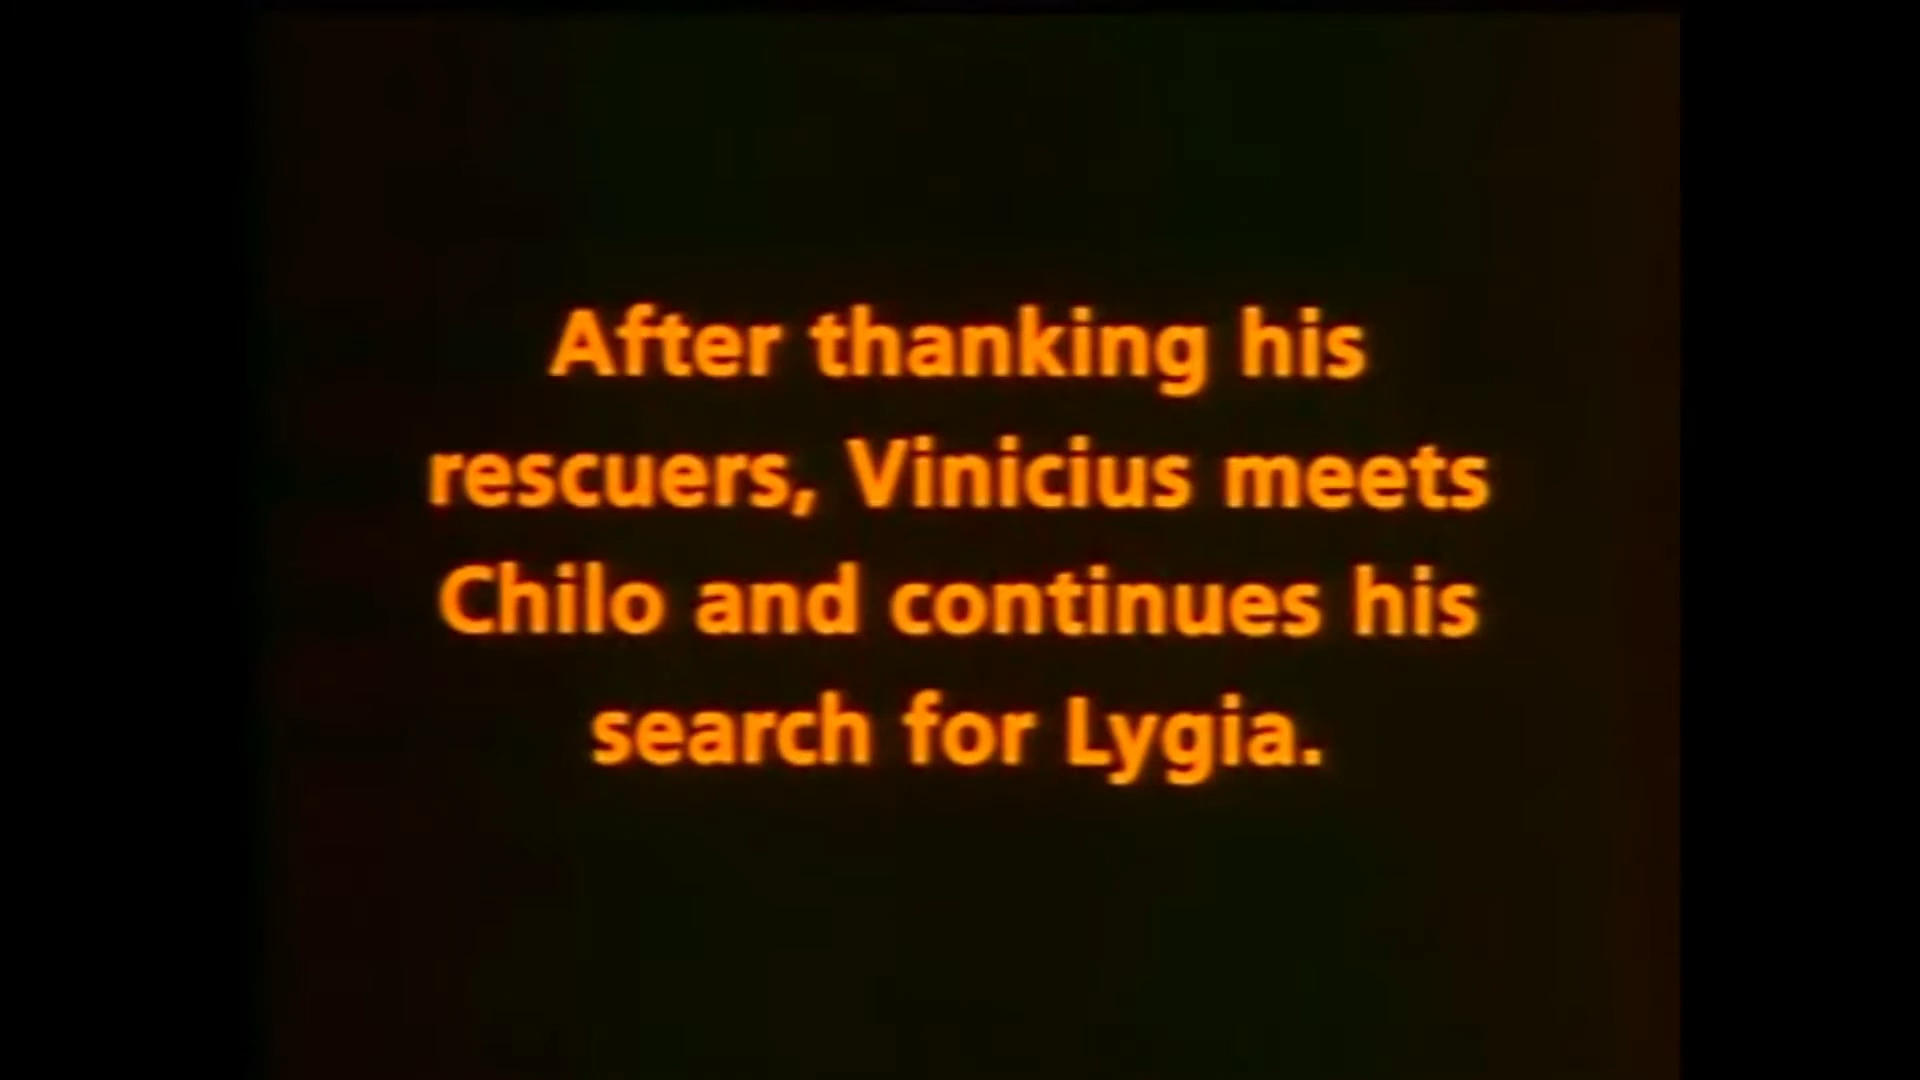 After thanking his
rescuers, Vinicius meets
Chilo and continues his
search for Lygia.